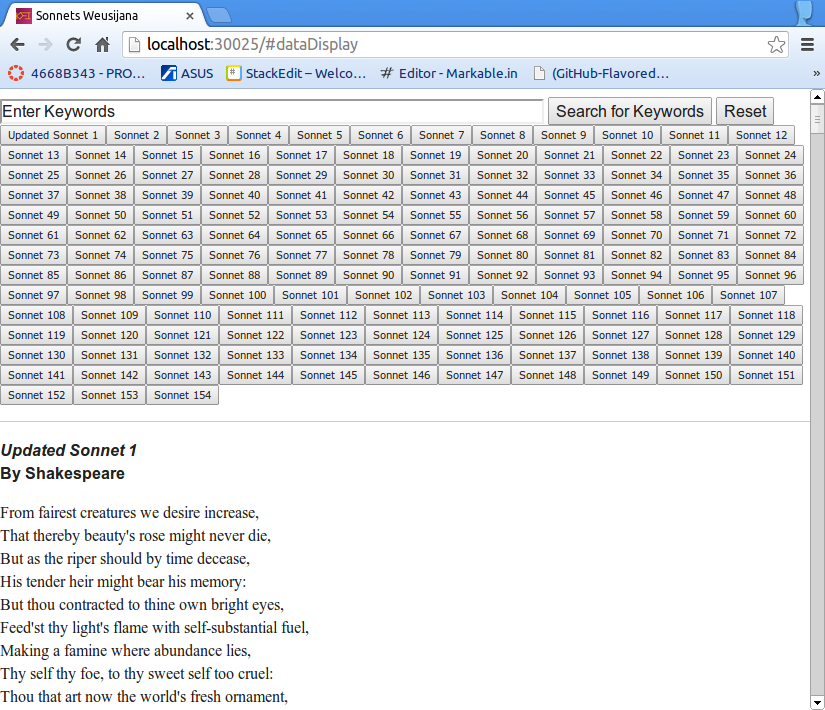 Sonnets Weusijana
localhost:30025/#dataDisplay
4668B343 - PRO... ASUS StackEdit – Welco... Editor - Markable.in (GitHub-Flavored... »
Enter Keywords Search for Keywords Reset
Updated Sonnet 1 Sonnet 2 Sonnet 3 Sonnet 4 Sonnet 5 Sonnet 6 Sonnet 7 Sonnet 8 Sonnet 9 Sonnet 10 Sonnet 11 Sonnet 12
Sonnet 13 Sonnet 14 Sonnet 15 Sonnet 16 Sonnet 17 Sonnet 18 Sonnet 19 Sonnet 20 Sonnet 21 Sonnet 22 Sonnet 23 Sonnet 24
Sonnet 25 Sonnet 26 Sonnet 27 Sonnet 28 Sonnet 29 Sonnet 30 Sonnet 31 Sonnet 32 Sonnet 33 Sonnet 34 Sonnet 35 Sonnet 36
Sonnet 37 Sonnet 38 Sonnet 39 Sonnet 40 Sonnet 41 Sonnet 42 Sonnet 43 Sonnet 44 Sonnet 45 Sonnet 46 Sonnet 47 Sonnet 48
Sonnet 49 Sonnet 50 Sonnet 51 Sonnet 52 Sonnet 53 Sonnet 54 Sonnet 55 Sonnet 56 Sonnet 57 Sonnet 58 Sonnet 59 Sonnet 60
Sonnet 61 Sonnet 62 Sonnet 63 Sonnet 64 Sonnet 65 Sonnet 66 Sonnet 67 Sonnet 68 Sonnet 69 Sonnet 70 Sonnet 71 Sonnet 72
Sonnet 73 Sonnet 74 Sonnet 75 Sonnet 76 Sonnet 77 Sonnet 78 Sonnet 79 Sonnet 80 Sonnet 81 Sonnet 82 Sonnet 83 Sonnet 84
Sonnet 85 Sonnet 86 Sonnet 87 Sonnet 88 Sonnet 89 Sonnet 90 Sonnet 91 Sonnet 92 Sonnet 93 Sonnet 94 Sonnet 95 Sonnet 96
Sonnet 97 Sonnet 98 Sonnet 99 Sonnet 100 Sonnet 101 Sonnet 102 Sonnet 103 Sonnet 104 Sonnet 105 Sonnet 106 Sonnet 107
Sonnet 108 Sonnet 109 Sonnet 110 Sonnet 111 Sonnet 112 Sonnet 113 Sonnet 114 Sonnet 115 Sonnet 116 Sonnet 117 Sonnet 118
Sonnet 119 Sonnet 120 Sonnet 121 Sonnet 122 Sonnet 123 Sonnet 124 Sonnet 125 Sonnet 126 Sonnet 127 Sonnet 128 Sonnet 129
Sonnet 130 Sonnet 131 Sonnet 132 Sonnet 133 Sonnet 134 Sonnet 135 Sonnet 136 Sonnet 137 Sonnet 138 Sonnet 139 Sonnet 140
Sonnet 141 Sonnet 142 Sonnet 143 Sonnet 144 Sonnet 145 Sonnet 146 Sonnet 147 Sonnet 148 Sonnet 149 Sonnet 150 Sonnet 151
Sonnet 152 Sonnet 153 Sonnet 154
Updated Sonnet 1
By Shakespeare
From fairest creatures we desire increase,
That thereby beauty's rose might never die,
But as the riper should by time decease,
His tender heir might bear his memory:
But thou contracted to thine own bright eyes,
Feed'st thy light's flame with self-substantial fuel,
Making a famine where abundance lies,
Thy self thy foe, to thy sweet self too cruel:
Thou that art now the world's fresh ornament,